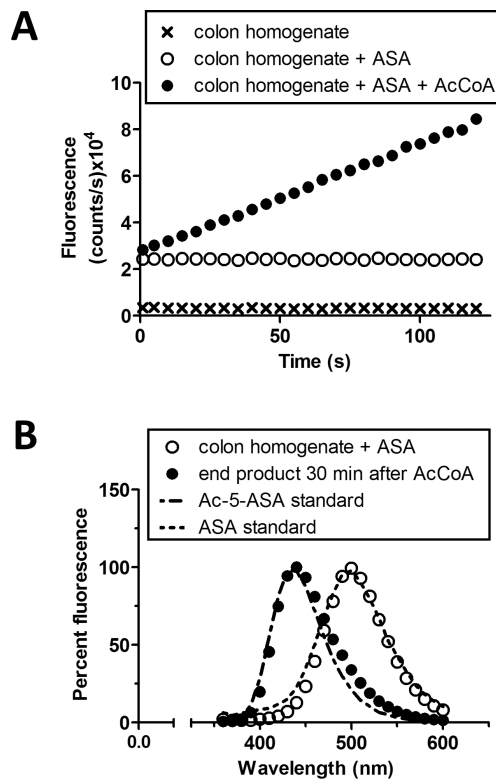 A
colon homogenate
colon homogenate + ASA
colon homogenate + ASA + AcCoA
Fluorescence
(counts/s)x10⁴
10
8
6
4
2
0
0
50
100
Time (s)
B
colon homogenate + ASA
end product 30 min after AcCoA
Ac-5-ASA standard
ASA standard
Percent fluorescence
150
100
50
0
0.0
400
500
600
Wavelength (nm)